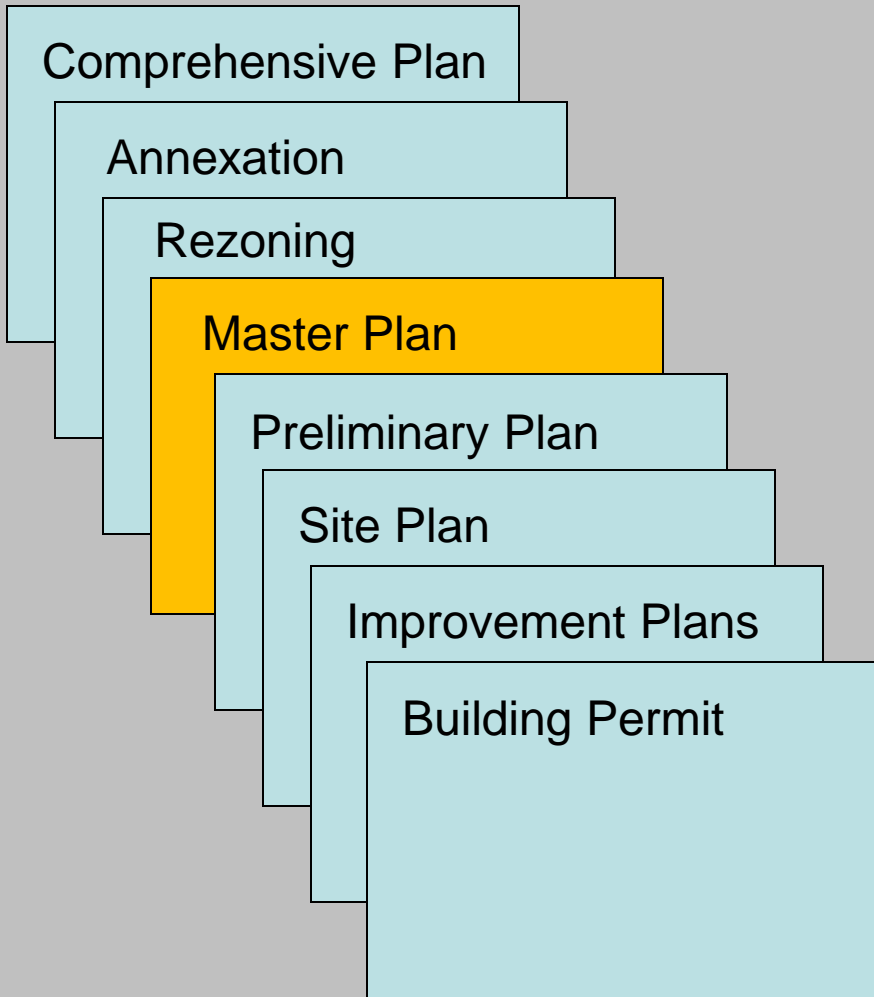 Comprehensive Plan
Annexation
Rezoning
Master Plan
Preliminary Plan
Site Plan
Improvement Plans
Building Permit